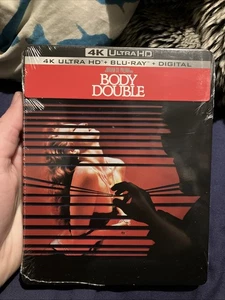 4K ULTRA HD
4K ULTRA HD + BLU-RAY + DIGITAL
BODY
DOUBLE